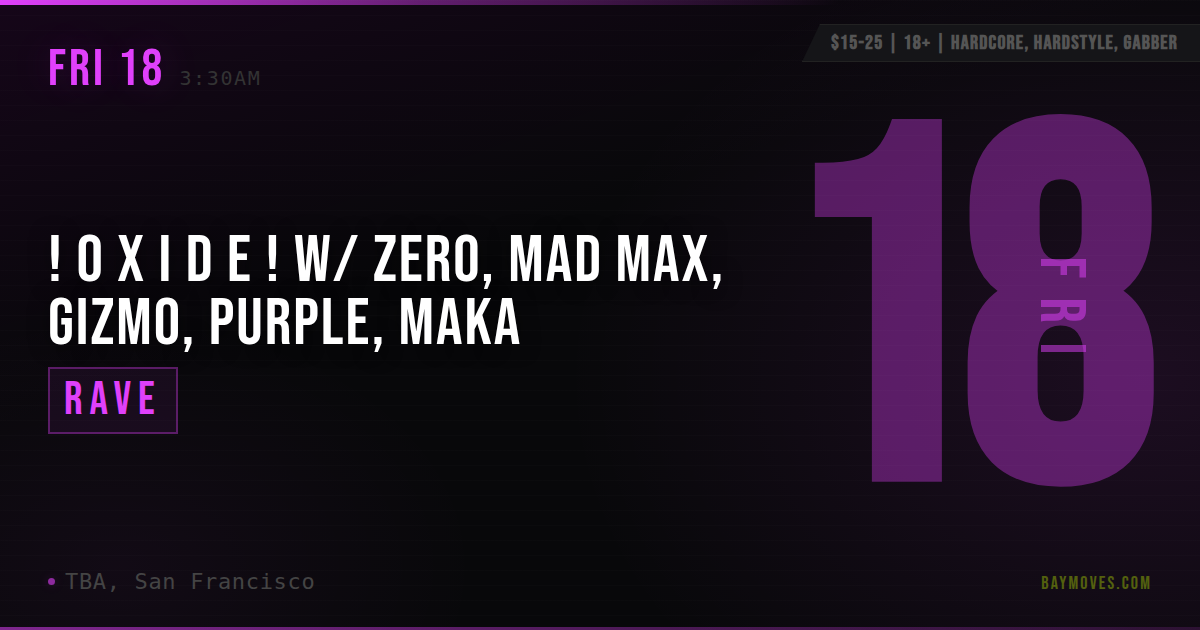 FRI 18 3:30AM
$15-25 | 18+ | HARDCORE, HARDSTYLE, GABBER
18
FRI
! O X I D E ! W/ ZERO, MAD MAX,
GIZMO, PURPLE, MAKA
RAVE
TBA, San Francisco
BAYMOVES.COM